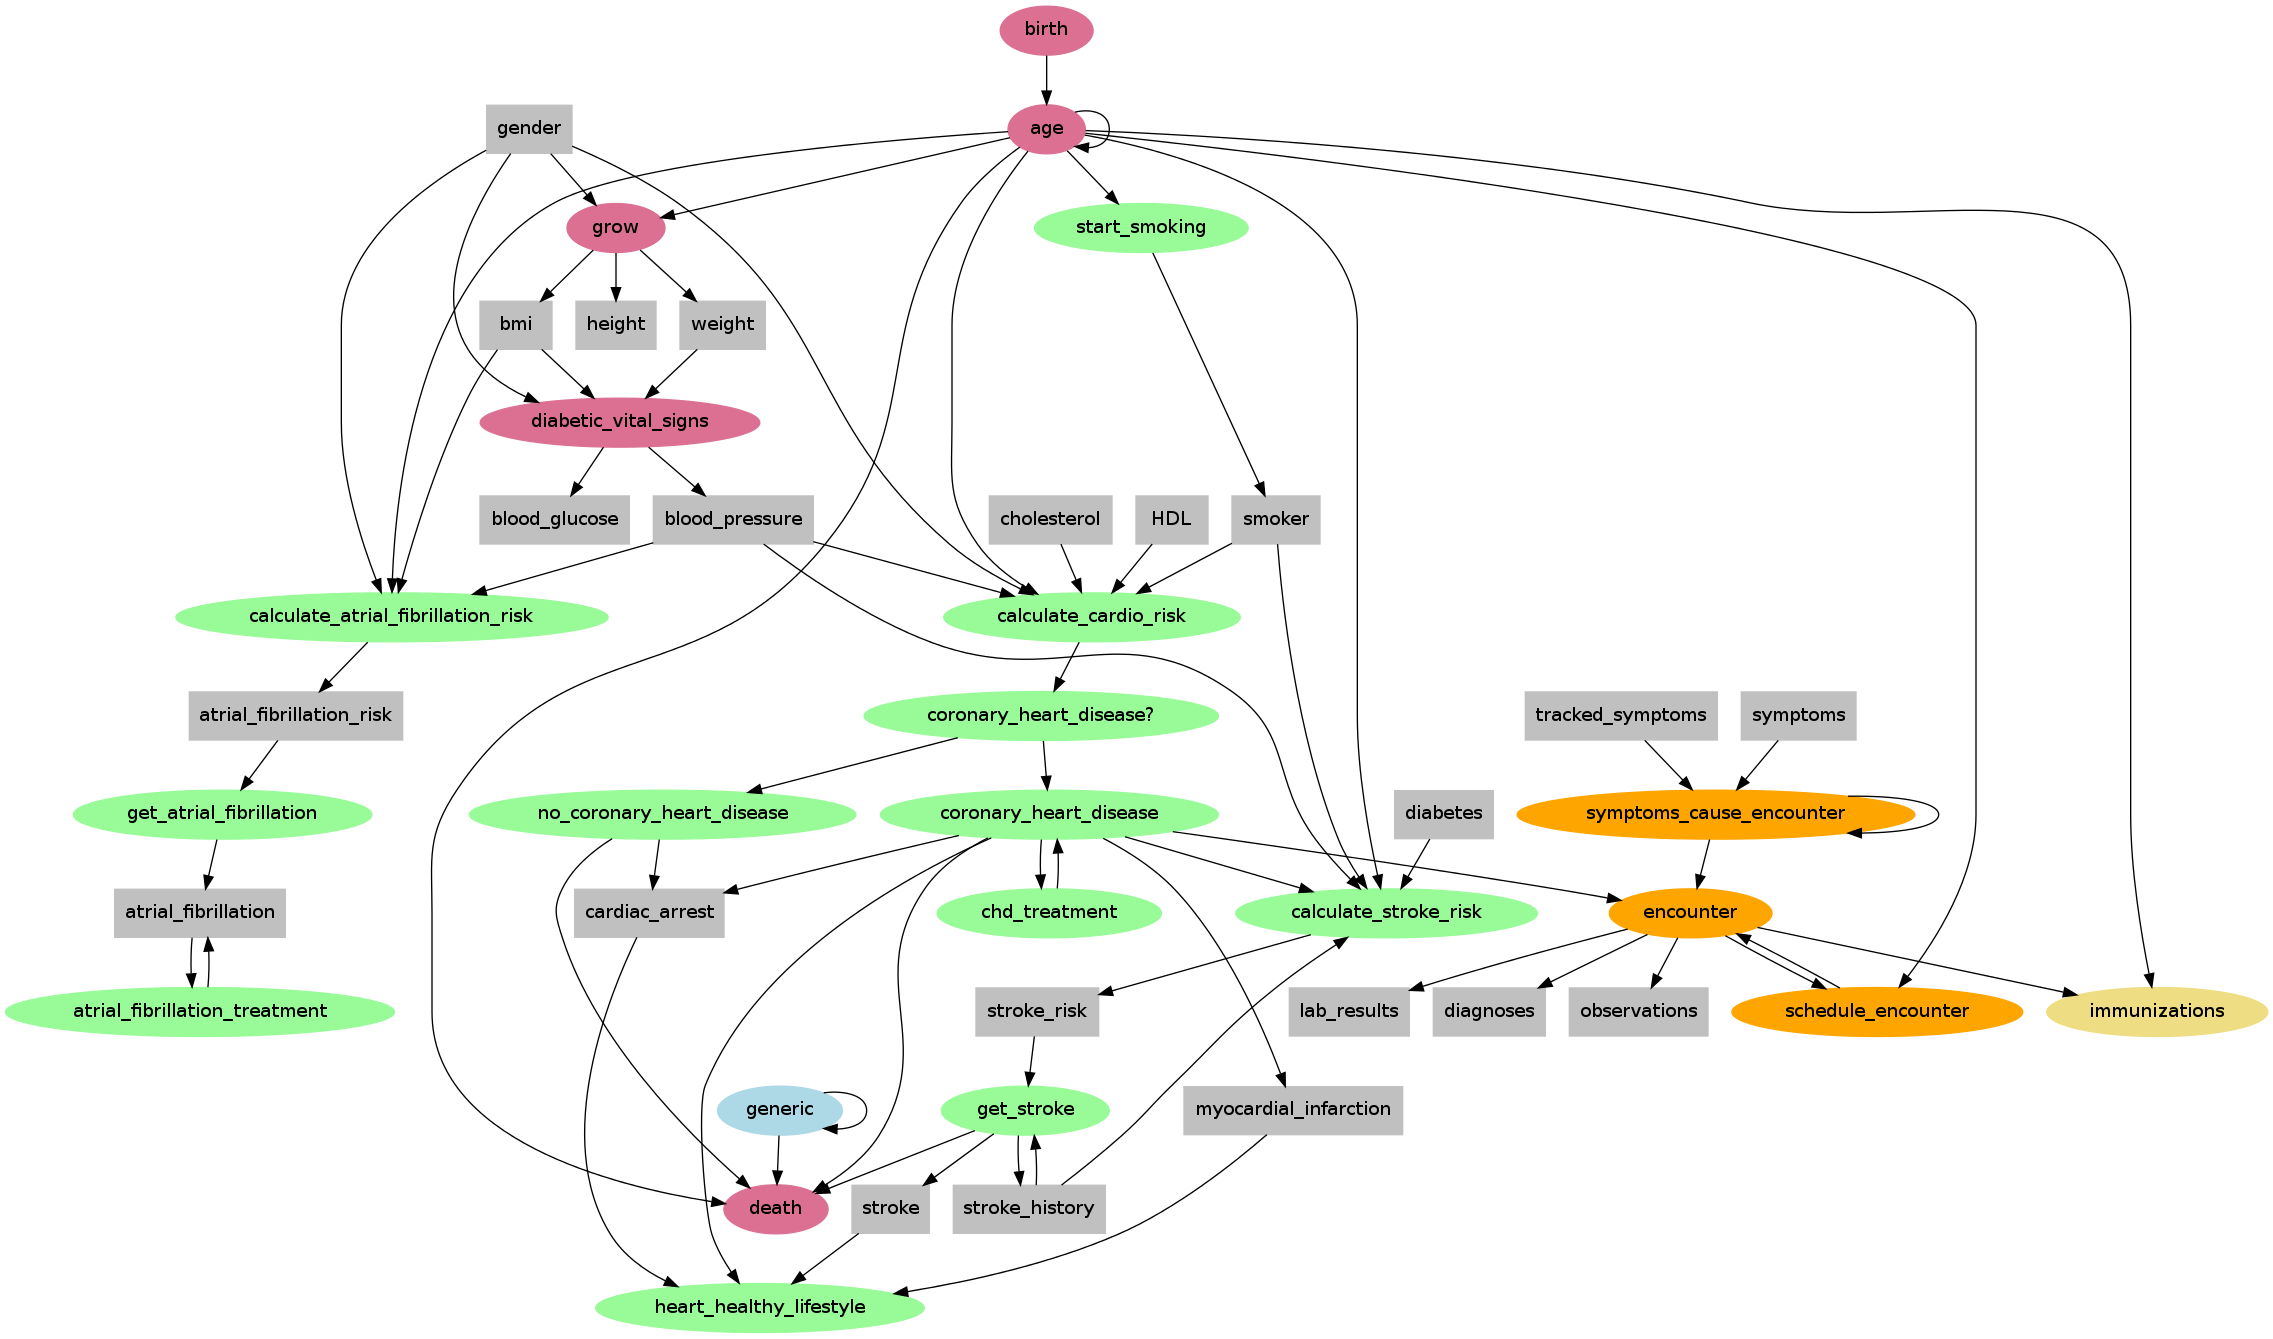 birth
gender
age
grow
start_smoking
bmi
height
weight
diabetic_vital_signs
blood_glucose
blood_pressure
cholesterol
HDL
smoker
calculate_atrial_fibrillation_risk
calculate_cardio_risk
atrial_fibrillation_risk
coronary_heart_disease?
tracked_symptoms
symptoms
get_atrial_fibrillation
no_coronary_heart_disease
coronary_heart_disease
diabetes
symptoms_cause_encounter
atrial_fibrillation
cardiac_arrest
chd_treatment
calculate_stroke_risk
encounter
atrial_fibrillation_treatment
stroke_risk
lab_results
diagnoses
observations
schedule_encounter
immunizations
generic
get_stroke
myocardial_infarction
death
stroke
stroke_history
heart_healthy_lifestyle